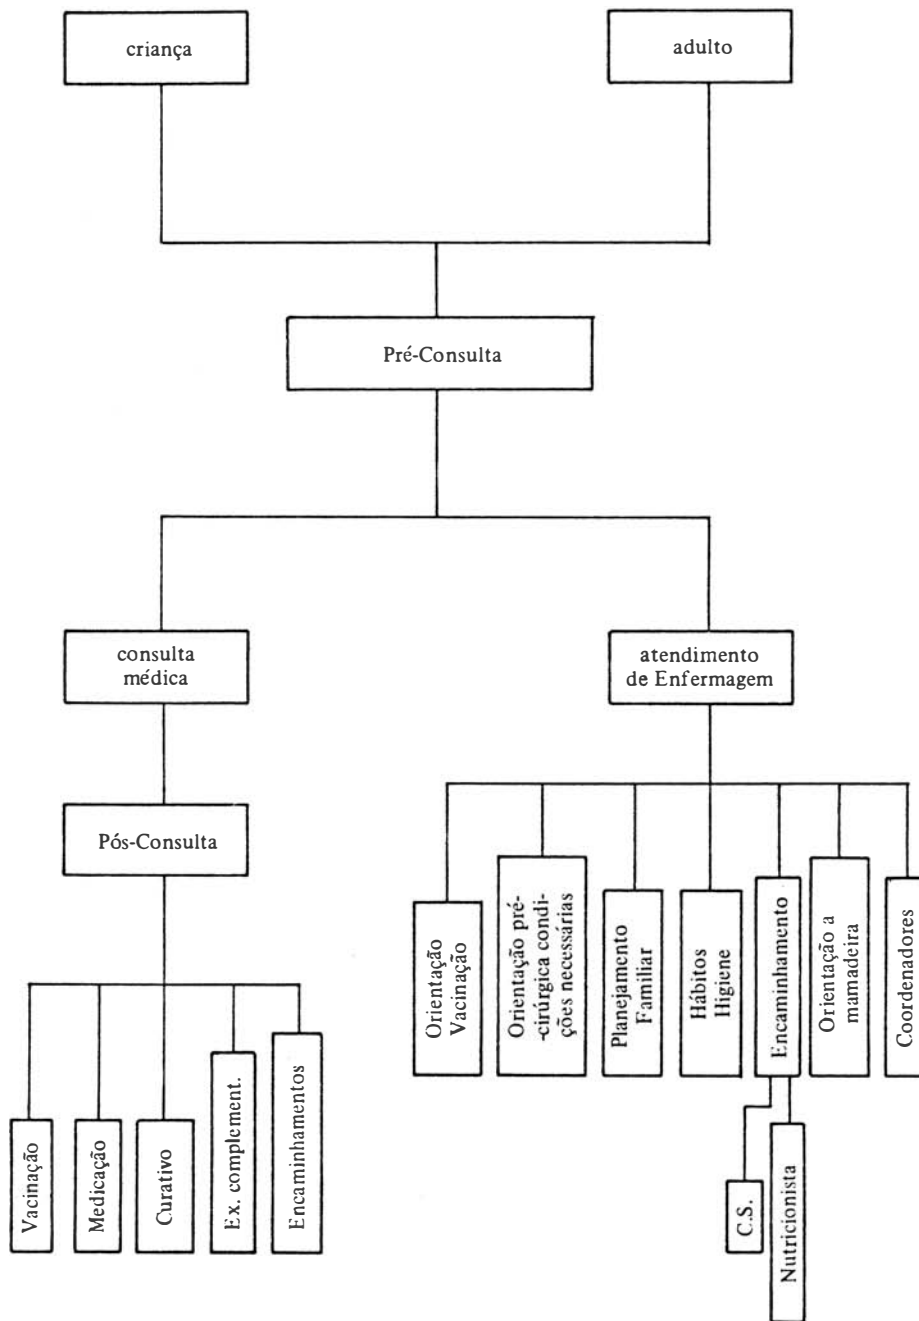 criança
adulto
Pré-Consulta
consulta
médica
atendimento
de Enfermagem
Pós-Consulta
Vacinação
Medicação
Curativo
Ex. complement.
Encaminhamentos
Orientação
Vacinação
Orientação pré-
-cirúrgica condi-
ções necessárias
Planejamento
Familiar
Hábitos
Higiene
Encaminhamento
Orientação a
mamadeira
Coordenadores
C.S.
Nutricionista